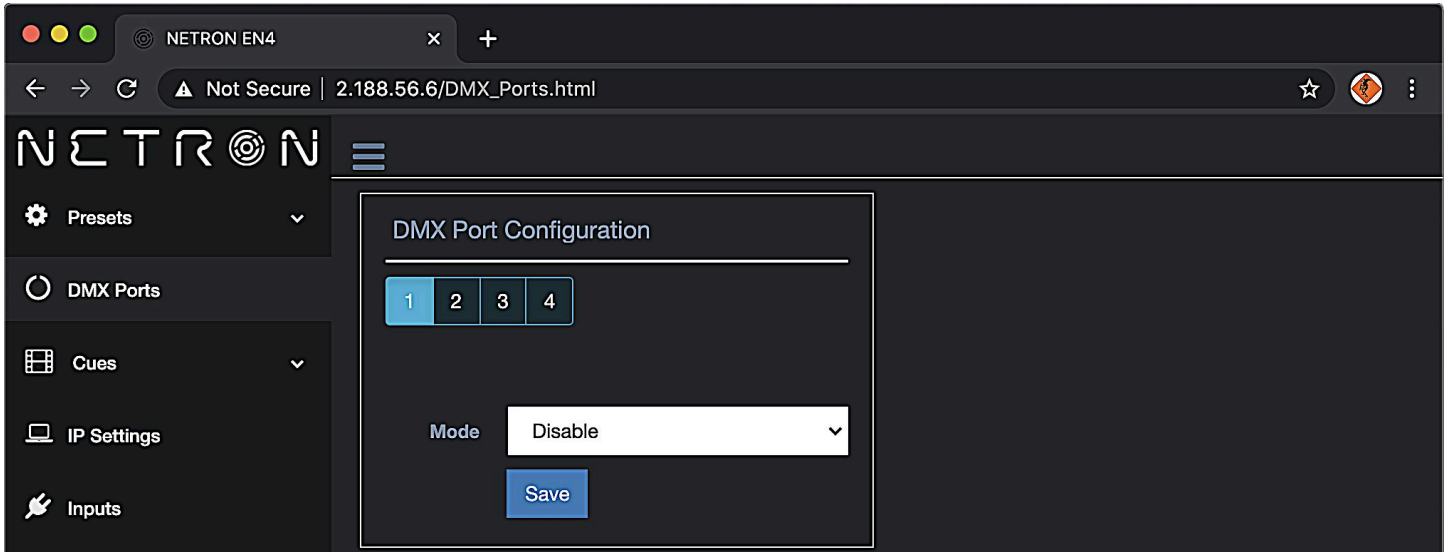 NETRON EN4
Not Secure | 2.188.56.6/DMX_Ports.html
NETRON
Presets
DMX Ports
Cues
IP Settings
Inputs
DMX Port Configuration
1 2 3 4
Mode Disable
Save